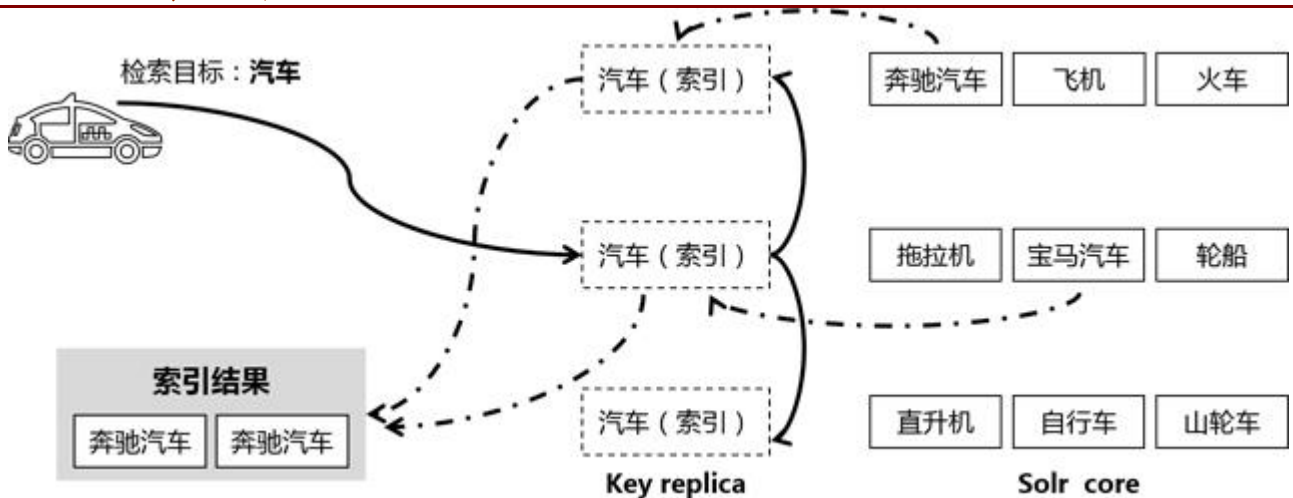 检索目标：汽车
汽车（索引） 奔驰汽车 飞机 火车
汽车（索引） 拖拉机 宝马汽车 轮船
索引结果
奔驰汽车 奔驰汽车
汽车（索引） 直升机 自行车 山轮车
Key replica Solr core